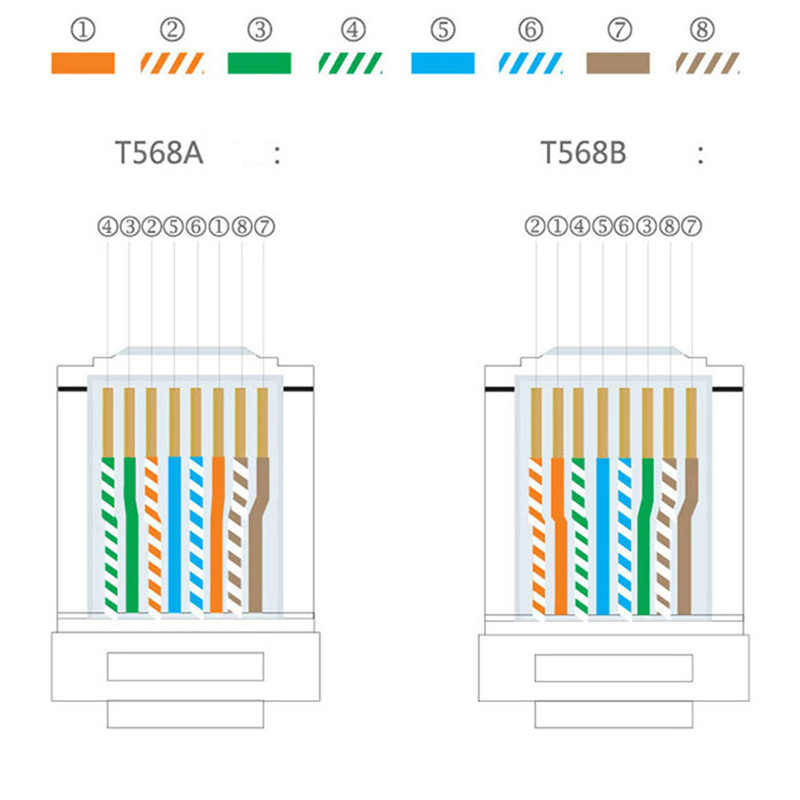 ① ② ③ ④ ⑤ ⑥ ⑦ ⑧
T568A : T568B :
④③②⑤⑥①⑧⑦ ②①④⑤⑥③⑧⑦